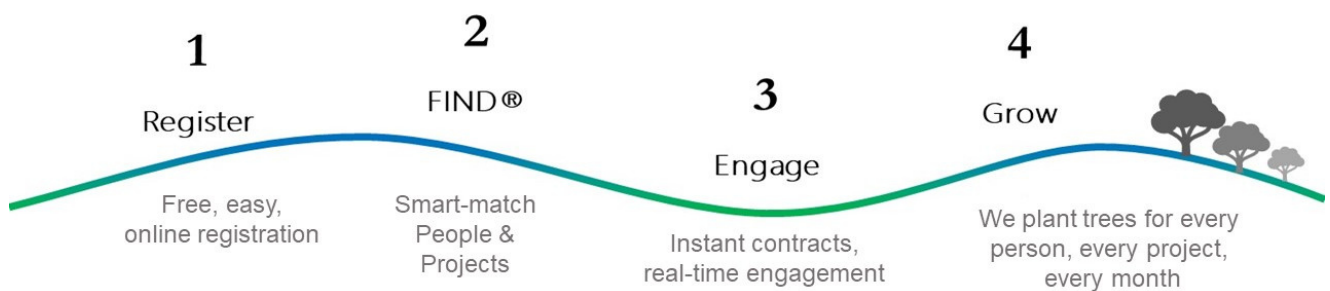 1
Register
Free, easy,
online registration
2
FIND®
Smart-match
People &
Projects
3
Engage
Instant contracts,
real-time engagement
4
Grow
We plant trees for every
person, every project,
every month